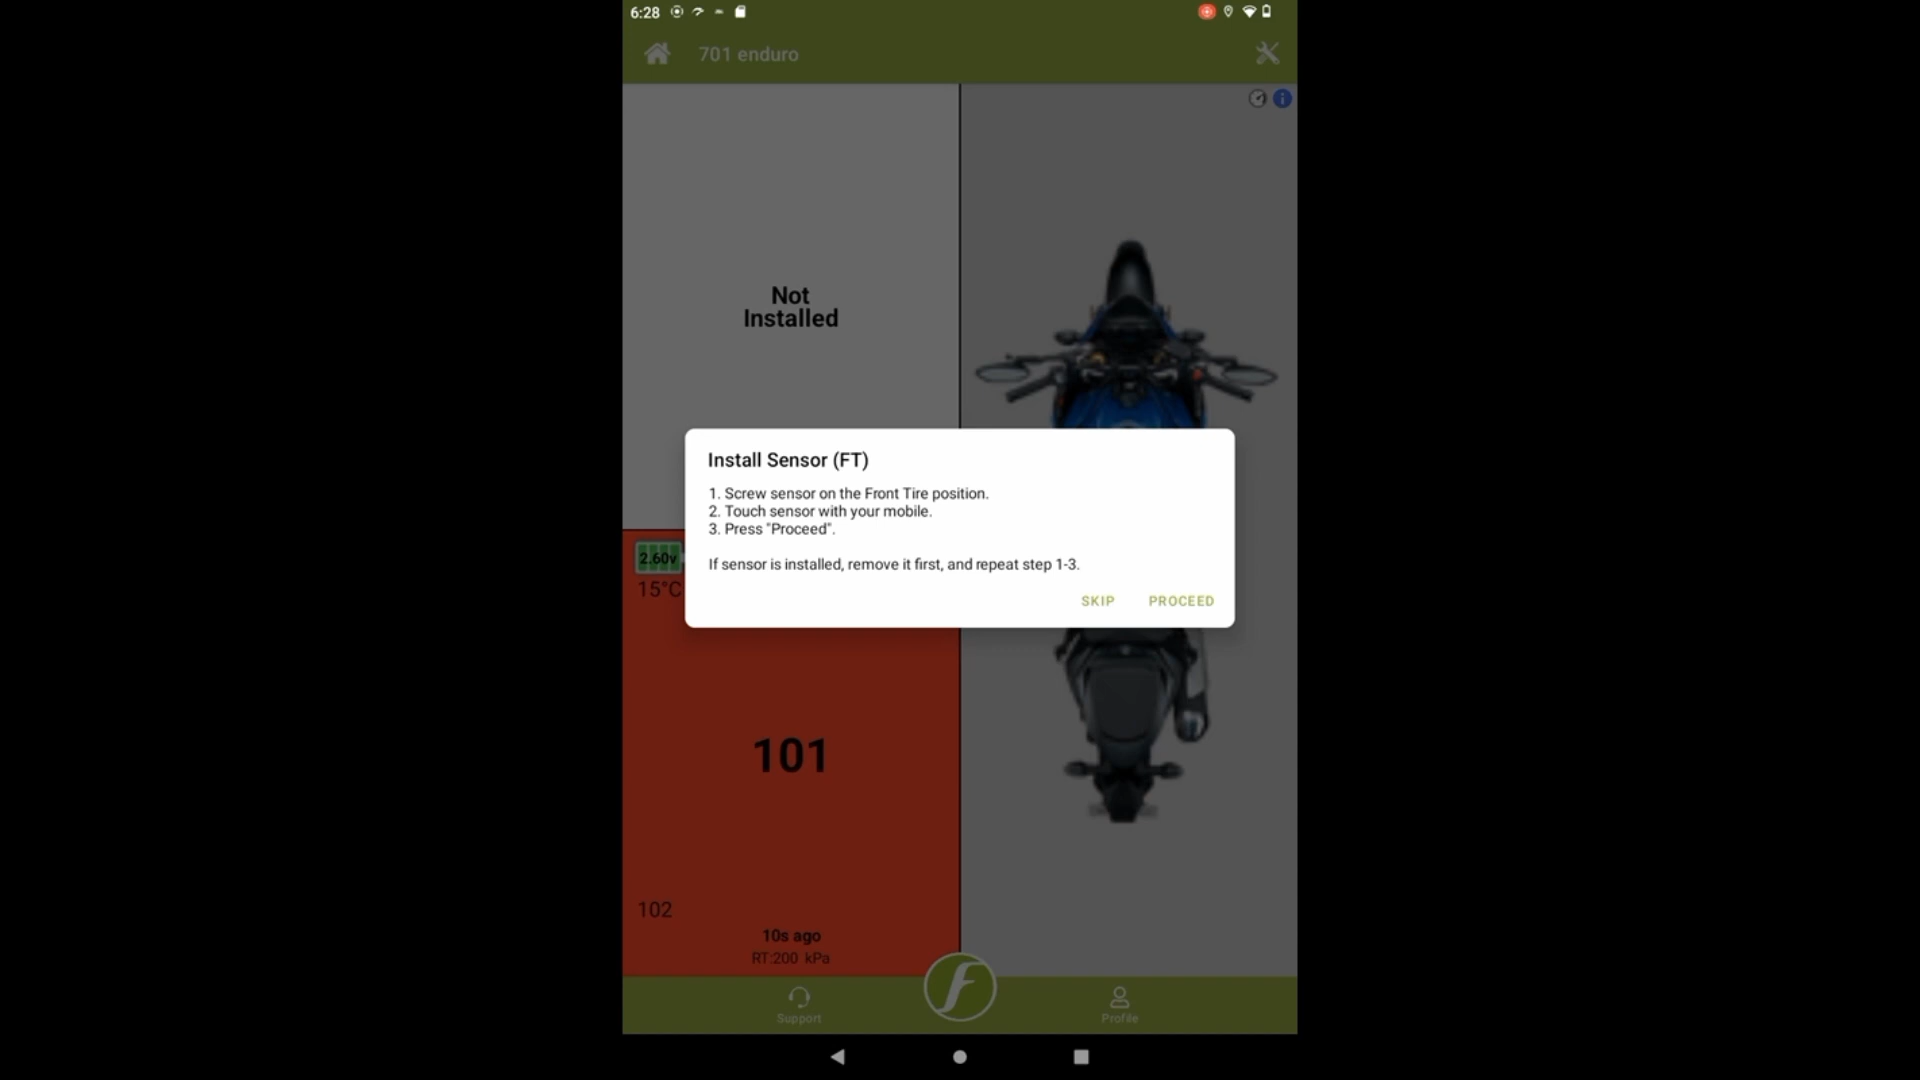 6:28
701 enduro
Not
Installed
Install Sensor (FT)
1. Screw sensor on the Front Tire position.
2. Touch sensor with your mobile.
3. Press "Proceed".
If sensor is installed, remove it first, and repeat step 1-3.
SKIP PROCEED
2.60v
15°C
101
102
10s ago
RT:200 kPa
Support
Profile